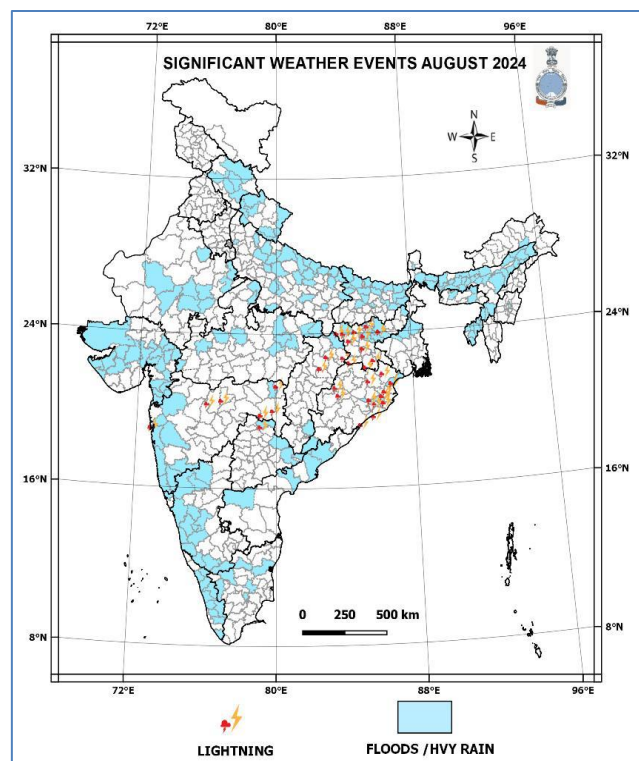 72°E 80°E 88°E 96°E
SIGNIFICANT WEATHER EVENTS AUGUST 2024
N
W E
S
32°N 32°N
24°N 24°N
16°N 16°N
0 250 500 km
8°N 8°N
72°E 80°E 88°E 96°E
LIGHTNING
FLOODS /HVY RAIN